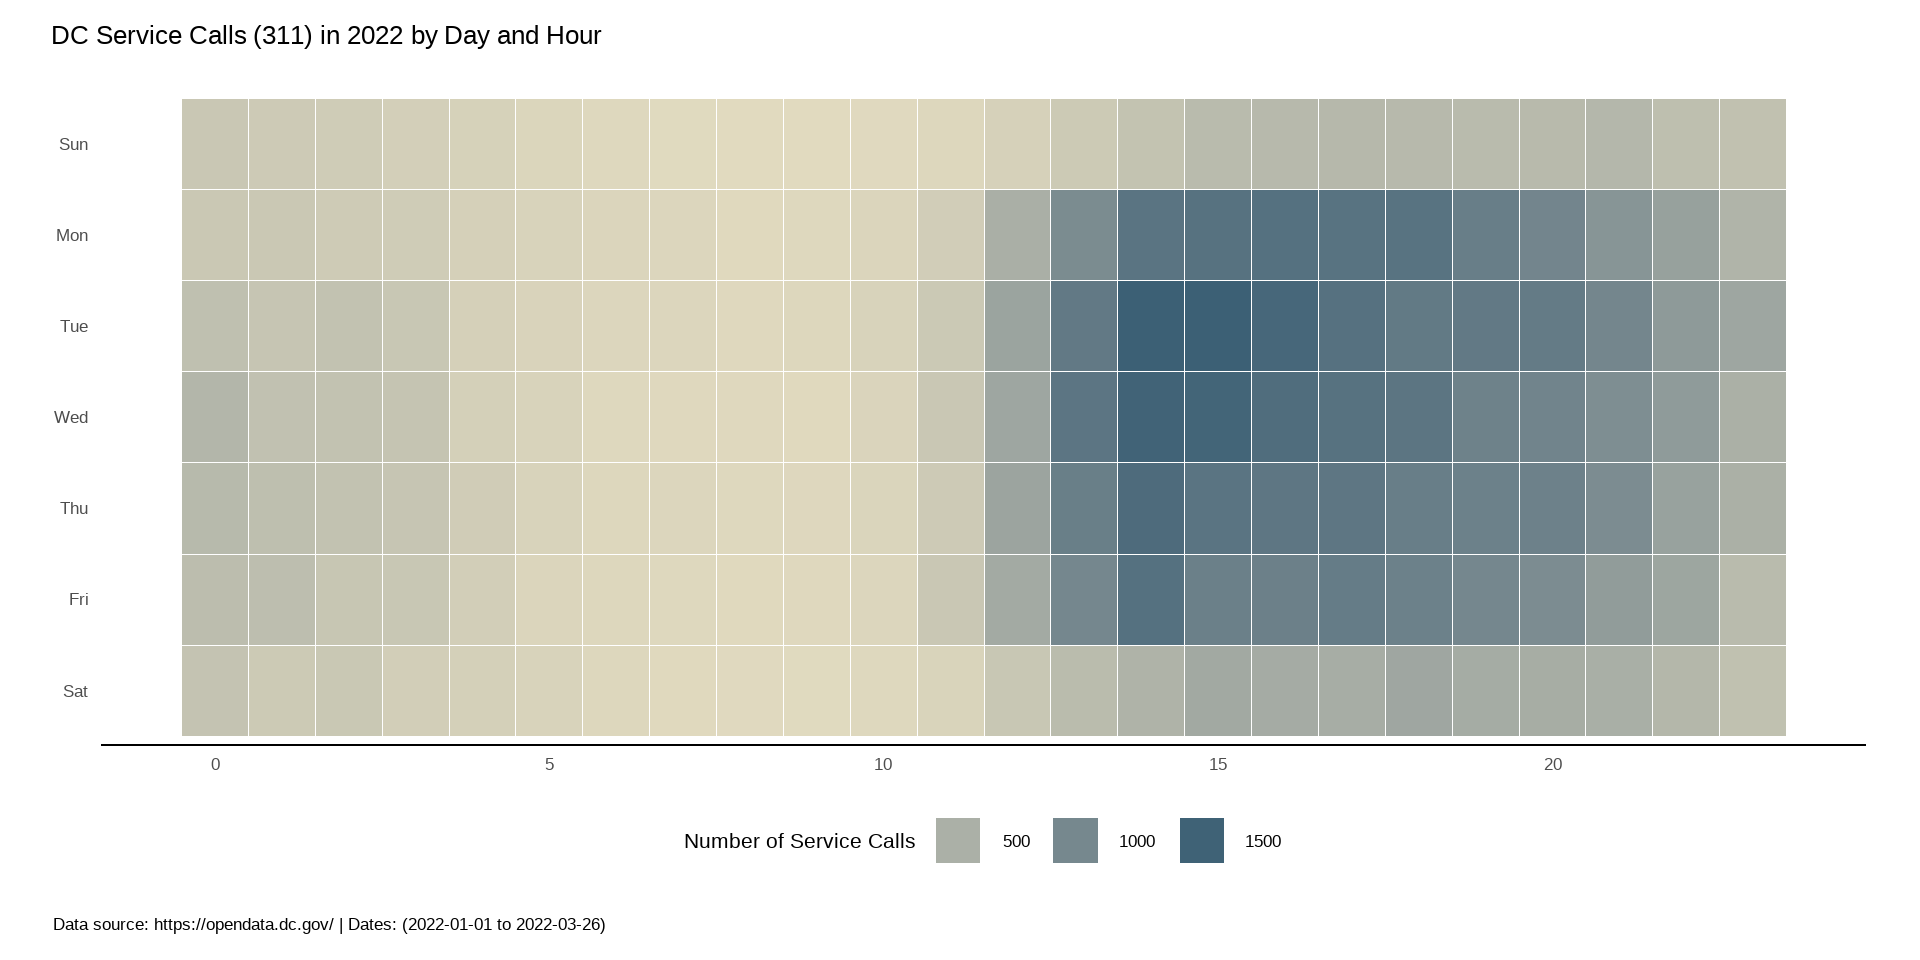 DC Service Calls (311) in 2022 by Day and Hour
Sun
Mon
Tue
Wed
Thu
Fri
Sat
0 5 10 15 20
Number of Service Calls 500 1000 1500
Data source: https://opendata.dc.gov/ | Dates: (2022-01-01 to 2022-03-26)